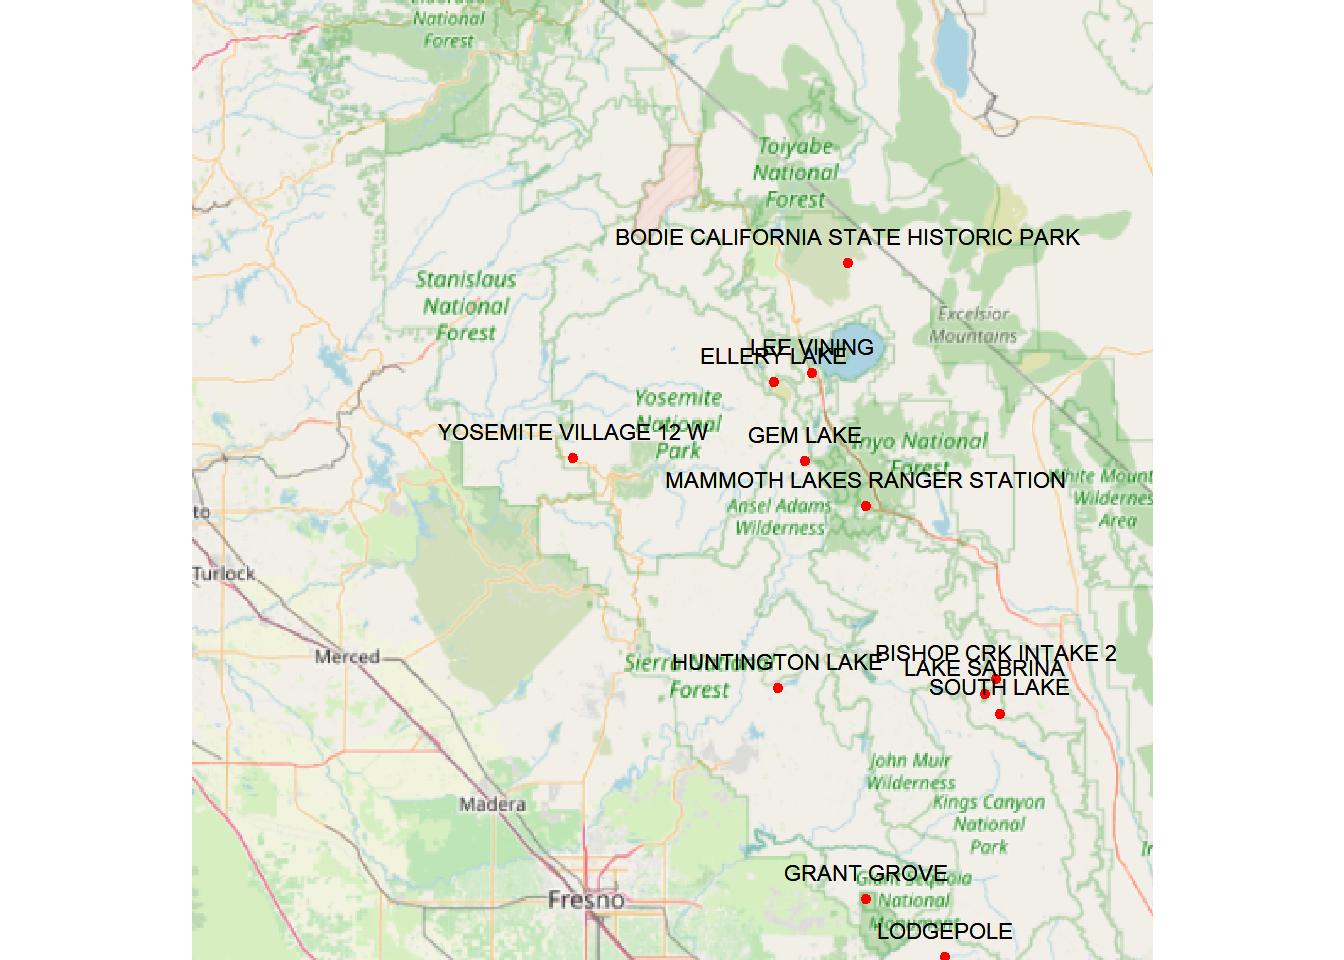 National
Forest
Toiyabe
National
Forest
BODIE CALIFORNIA STATE HISTORIC PARK
Stanislaus
National
Forest
Excelsior
Mountains
LEE VINING
ELLERY LAKE
Yosemite
National
Park
YOSEMITE VILLAGE 12 W
GEM LAKE
Inyo National
Forest
MAMMOTH LAKES RANGER STATION
White Mount
Wildernes
Area
Ansel Adams
Wilderness
to
Turlock
Merced
Sierra National
Forest
HUNTINGTON LAKE
BISHOP CRK INTAKE 2
LAKE SABRINA
SOUTH LAKE
John Muir
Wilderness
Kings Canyon
National
Park
Madera
GRANT GROVE
Giant Sequoia
National
Monument
Fresno
LODGEPOLE